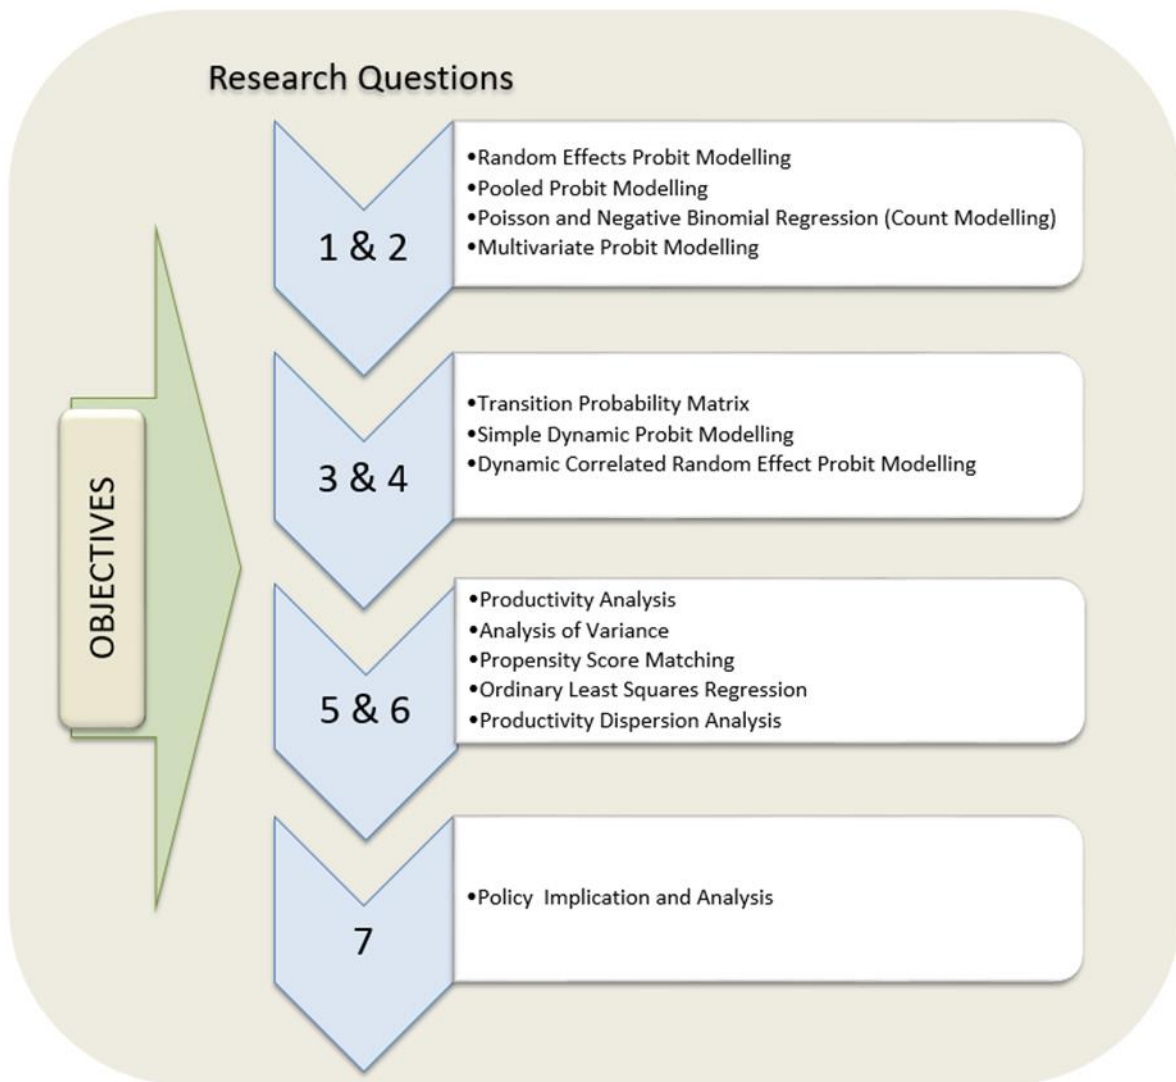 Research Questions
OBJECTIVES
1 & 2
•Random Effects Probit Modelling
•Pooled Probit Modelling
•Poisson and Negative Binomial Regression (Count Modelling)
•Multivariate Probit Modelling
3 & 4
•Transition Probability Matrix
•Simple Dynamic Probit Modelling
•Dynamic Correlated Random Effect Probit Modelling
5 & 6
•Productivity Analysis
•Analysis of Variance
•Propensity Score Matching
•Ordinary Least Squares Regression
•Productivity Dispersion Analysis
7
•Policy  Implication and Analysis